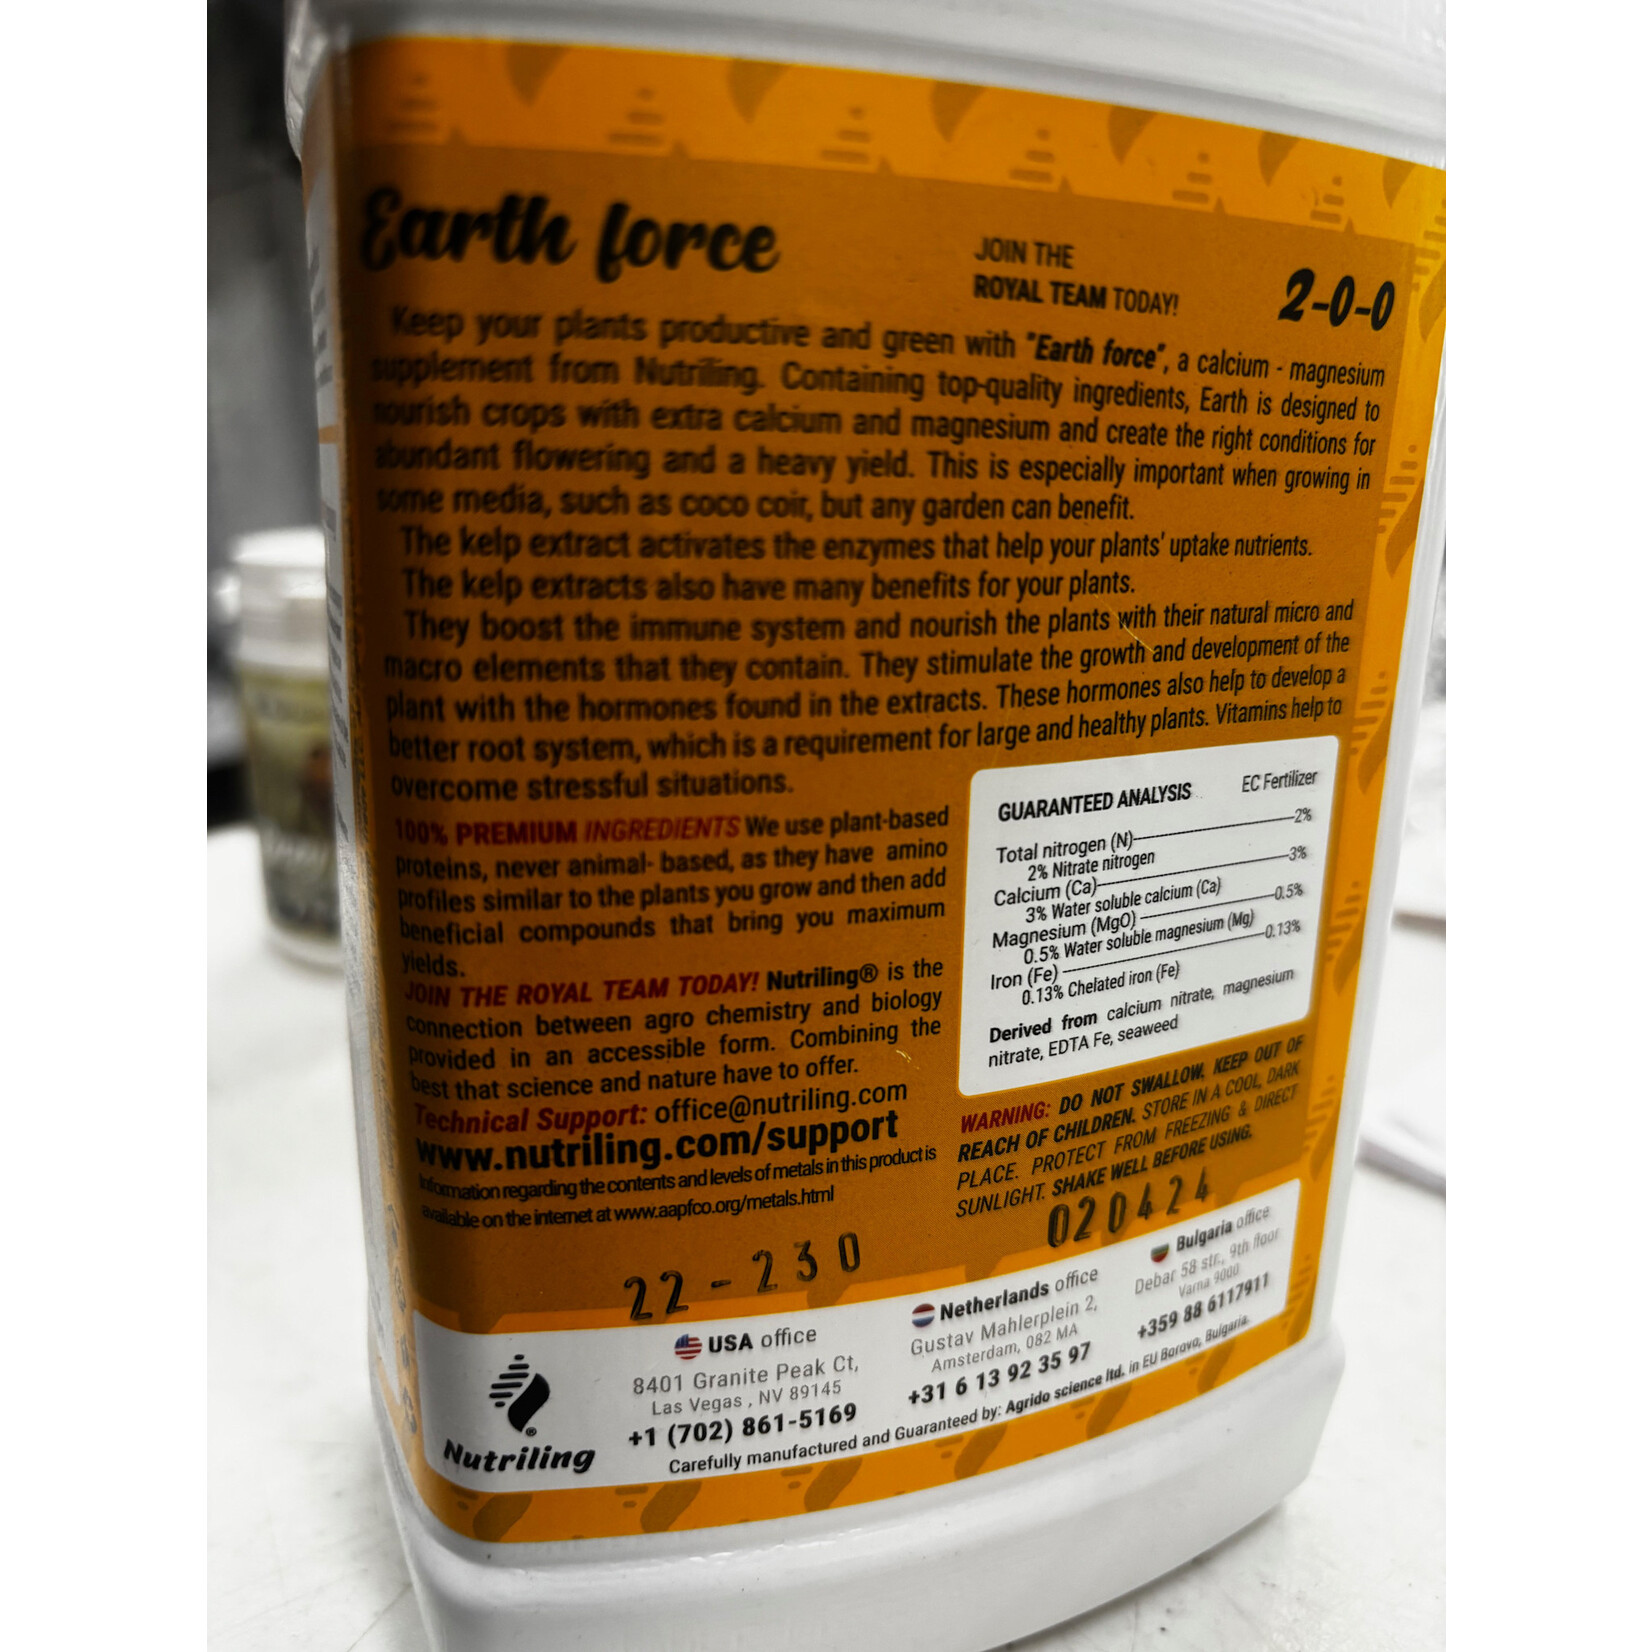 Earth force
JOIN THE
ROYAL TEAM TODAY!
2-0-0
Keep your plants productive and green with "Earth force", a calcium - magnesium
supplement from Nutriling. Containing top-quality ingredients, Earth is designed to
nourish crops with extra calcium and magnesium and create the right conditions for
abundant flowering and a heavy yield. This is especially important when growing in
some media, such as coco coir, but any garden can benefit.
The kelp extract activates the enzymes that help your plants' uptake nutrients.
The kelp extracts also have many benefits for your plants.
They boost the immune system and nourish the plants with their natural micro and
macro elements that they contain. They stimulate the growth and development of the
plant with the hormones found in the extracts. These hormones also help to develop a
better root system, which is a requirement for large and healthy plants. Vitamins help to
overcome stressful situations.
100% PREMIUM INGREDIENTS We use plant-based
proteins, never animal- based, as they have amino
profiles similar to the plants you grow and then add
beneficial compounds that bring you maximum
yields.
JOIN THE ROYAL TEAM TODAY! Nutriling® is the
connection between agro chemistry and biology
provided in an accessible form. Combining the
best that science and nature have to offer.
Technical Support: office@nutriling.com
www.nutriling.com/support
Information regarding the contents and levels of metals in this product is
available on the internet at www.aapfco.org/metals.html
GUARANTEED ANALYSIS EC Fertilizer
Total nitrogen (N) 2%
2% Nitrate nitrogen
Calcium (Ca) 3%
3% Water soluble calcium (Ca)
Magnesium (MgO) 0.5%
0.5% Water soluble magnesium (Mg)
Iron (Fe) 0.13%
0.13% Chelated iron (Fe)
Derived from calcium nitrate, magnesium
nitrate, EDTA Fe, seaweed
WARNING: DO NOT SWALLOW, KEEP OUT OF
REACH OF CHILDREN. STORE IN A COOL, DARK
PLACE. PROTECT FROM FREEZING & DIRECT
SUNLIGHT. SHAKE WELL BEFORE USING.
020424
22-230
Nutriling
®
USA office
8401 Granite Peak Ct,
Las Vegas , NV 89145
+1 (702) 861-5169
Netherlands office
Gustav Mahlerplein 2,
Amsterdam, 082 MA
+31 6 13 92 35 97
Bulgaria office
Debar 58 str., 9th floor
Varna 9000
+359 88 6117911
Carefully manufactured and Guaranteed by: Agrido science ltd. in EU Borovo, Bulgaria.